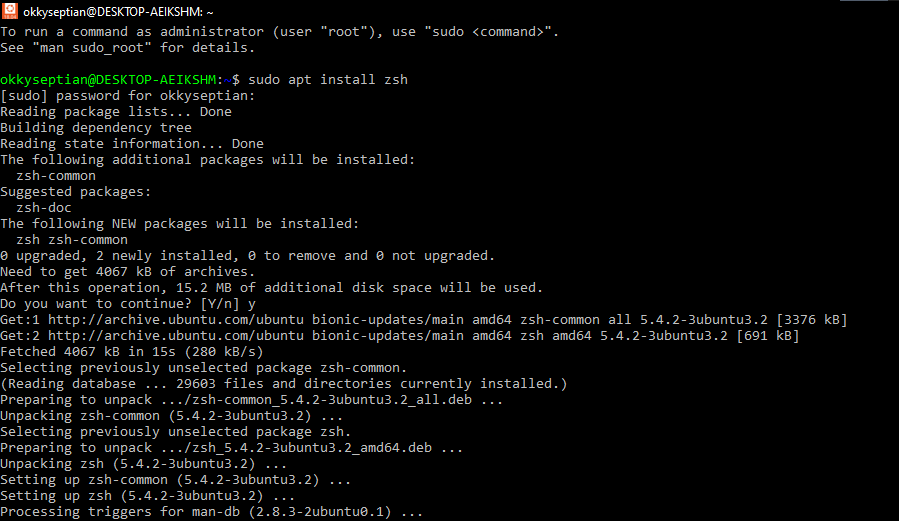 okkyseptian@DESKTOP-AEIKSHM: ~
To run a command as administrator (user "root"), use "sudo <command>".
See "man sudo_root" for details.
okkyseptian@DESKTOP-AEIKSHM:~$ sudo apt install zsh
[sudo] password for okkyseptian:
Reading package lists... Done
Building dependency tree
Reading state information... Done
The following additional packages will be installed:
  zsh-common
Suggested packages:
  zsh-doc
The following NEW packages will be installed:
  zsh zsh-common
0 upgraded, 2 newly installed, 0 to remove and 0 not upgraded.
Need to get 4067 kB of archives.
After this operation, 15.2 MB of additional disk space will be used.
Do you want to continue? [Y/n] y
Get:1 http://archive.ubuntu.com/ubuntu bionic-updates/main amd64 zsh-common all 5.4.2-3ubuntu3.2 [3376 kB]
Get:2 http://archive.ubuntu.com/ubuntu bionic-updates/main amd64 zsh amd64 5.4.2-3ubuntu3.2 [691 kB]
Fetched 4067 kB in 15s (280 kB/s)
Selecting previously unselected package zsh-common.
(Reading database ... 29603 files and directories currently installed.)
Preparing to unpack .../zsh-common_5.4.2-3ubuntu3.2_all.deb ...
Unpacking zsh-common (5.4.2-3ubuntu3.2) ...
Selecting previously unselected package zsh.
Preparing to unpack .../zsh_5.4.2-3ubuntu3.2_amd64.deb ...
Unpacking zsh (5.4.2-3ubuntu3.2) ...
Setting up zsh-common (5.4.2-3ubuntu3.2) ...
Setting up zsh (5.4.2-3ubuntu3.2) ...
Processing triggers for man-db (2.8.3-2ubuntu0.1) ...